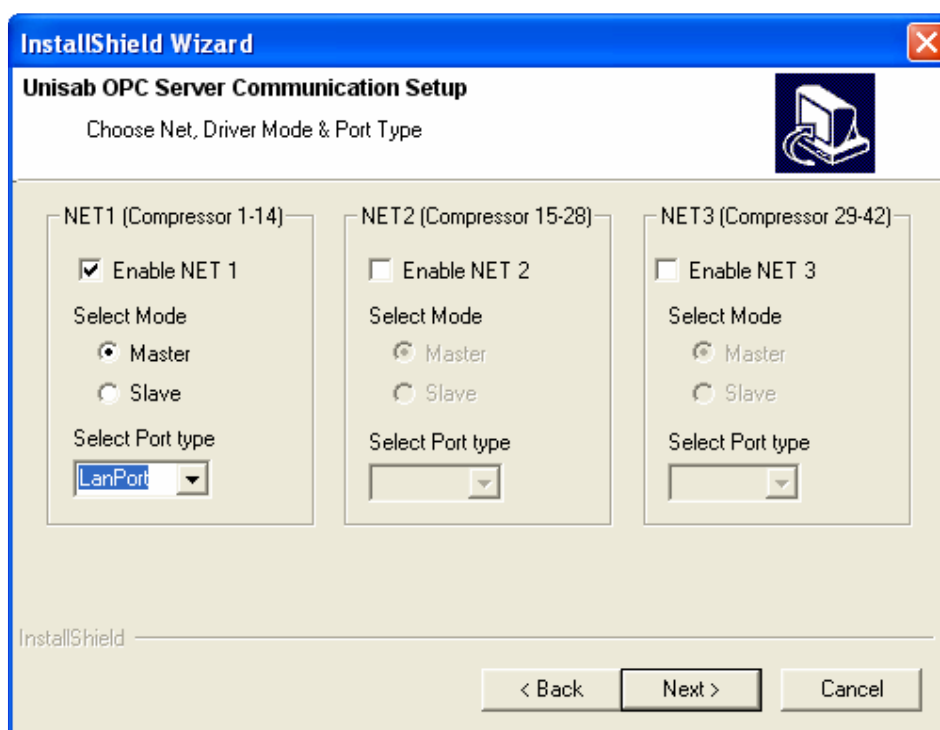 InstallShield Wizard
Unisab OPC Server Communication Setup
Choose Net, Driver Mode & Port Type
NET1 (Compressor 1-14)
Enable NET 1
Select Mode
Master
Slave
Select Port type
LanPort
NET2 (Compressor 15-28)
Enable NET 2
Select Mode
Master
Slave
Select Port type
NET3 (Compressor 29-42)
Enable NET 3
Select Mode
Master
Slave
Select Port type
InstallShield
< Back
Next >
Cancel